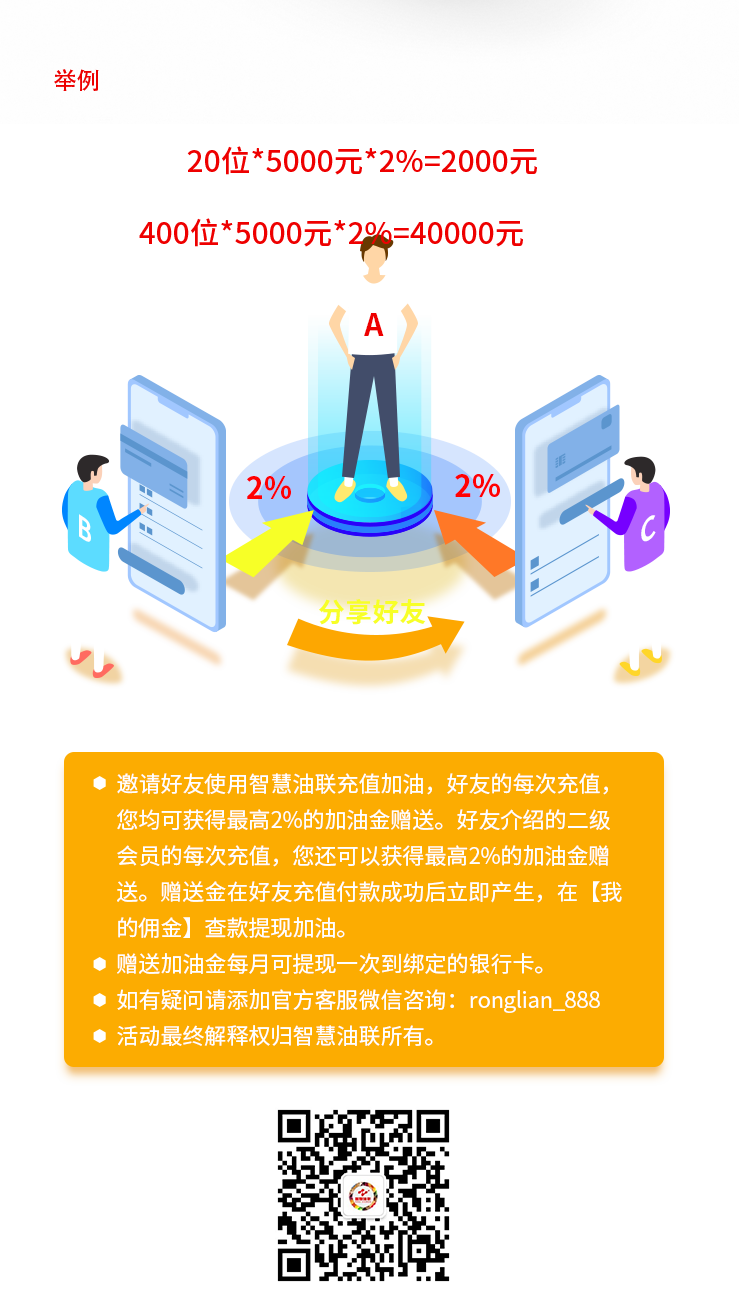 举例
20位*5000元*2%=2000元
400位*5000元*2%=40000元
A
2%
2%
B
C
分享好友
邀请好友使用智慧油联充值加油，好友的每次充值，
您均可获得最高2%的加油金赠送。好友介绍的二级
会员的每次充值，您还可以获得最高2%的加油金赠
送。赠送金在好友充值付款成功后立即产生，在【我
的佣金】查款提现加油。
赠送加油金每月可提现一次到绑定的银行卡。
如有疑问请添加官方客服微信咨询：ronglian_888
活动最终解释权归智慧油联所有。